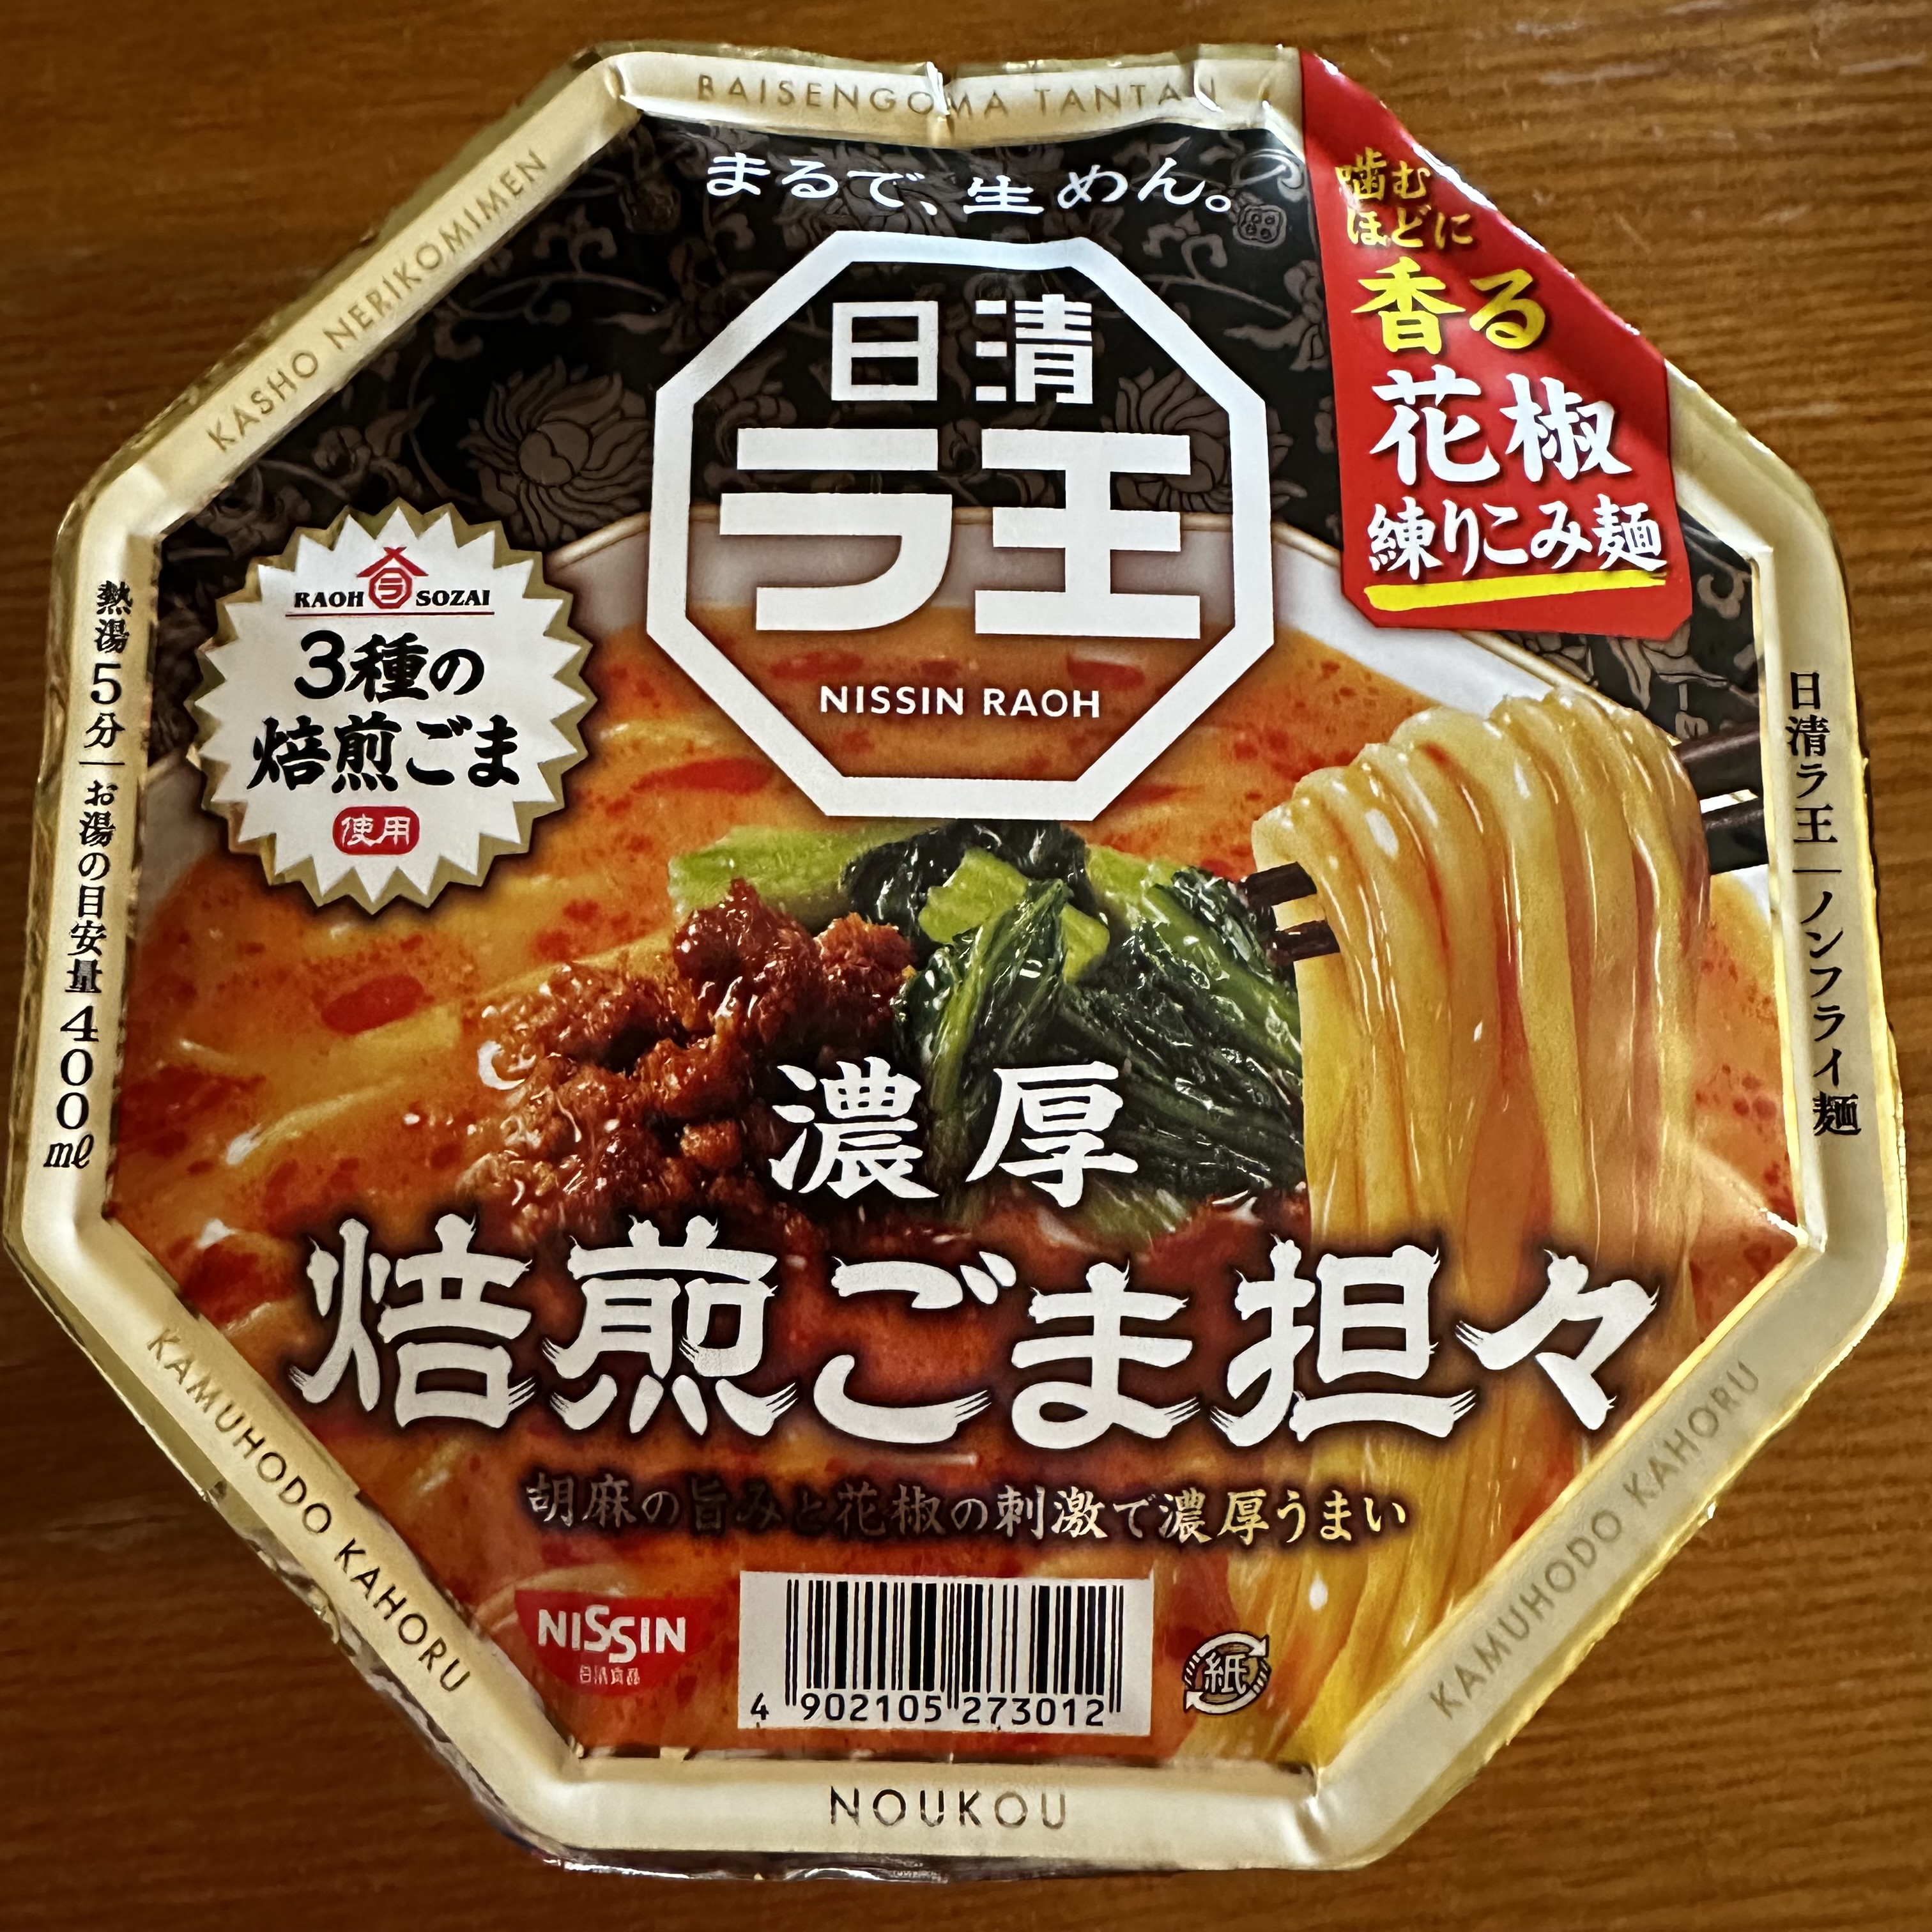 BAISENGOMA TANTAN
KASHO NERIKOMIMEN
まるで、生めん。
噛む
ほどに
香る
花椒
練りこみ麺
日清
ラ王
NISSIN RAOH
RAOH ラ SOZAI
3種の
焙煎ごま
使用
熱湯5分|お湯の目安量400ml
日清ラ王|ノンフライ麺
濃厚
焙煎ごま担々
胡麻の旨みと花椒の刺激で濃厚うまい
KAMUHODO KAHORU
KAMUHODO KAHORU
NISSIN
日清食品
4 902105 273012
紙
NOUKOU